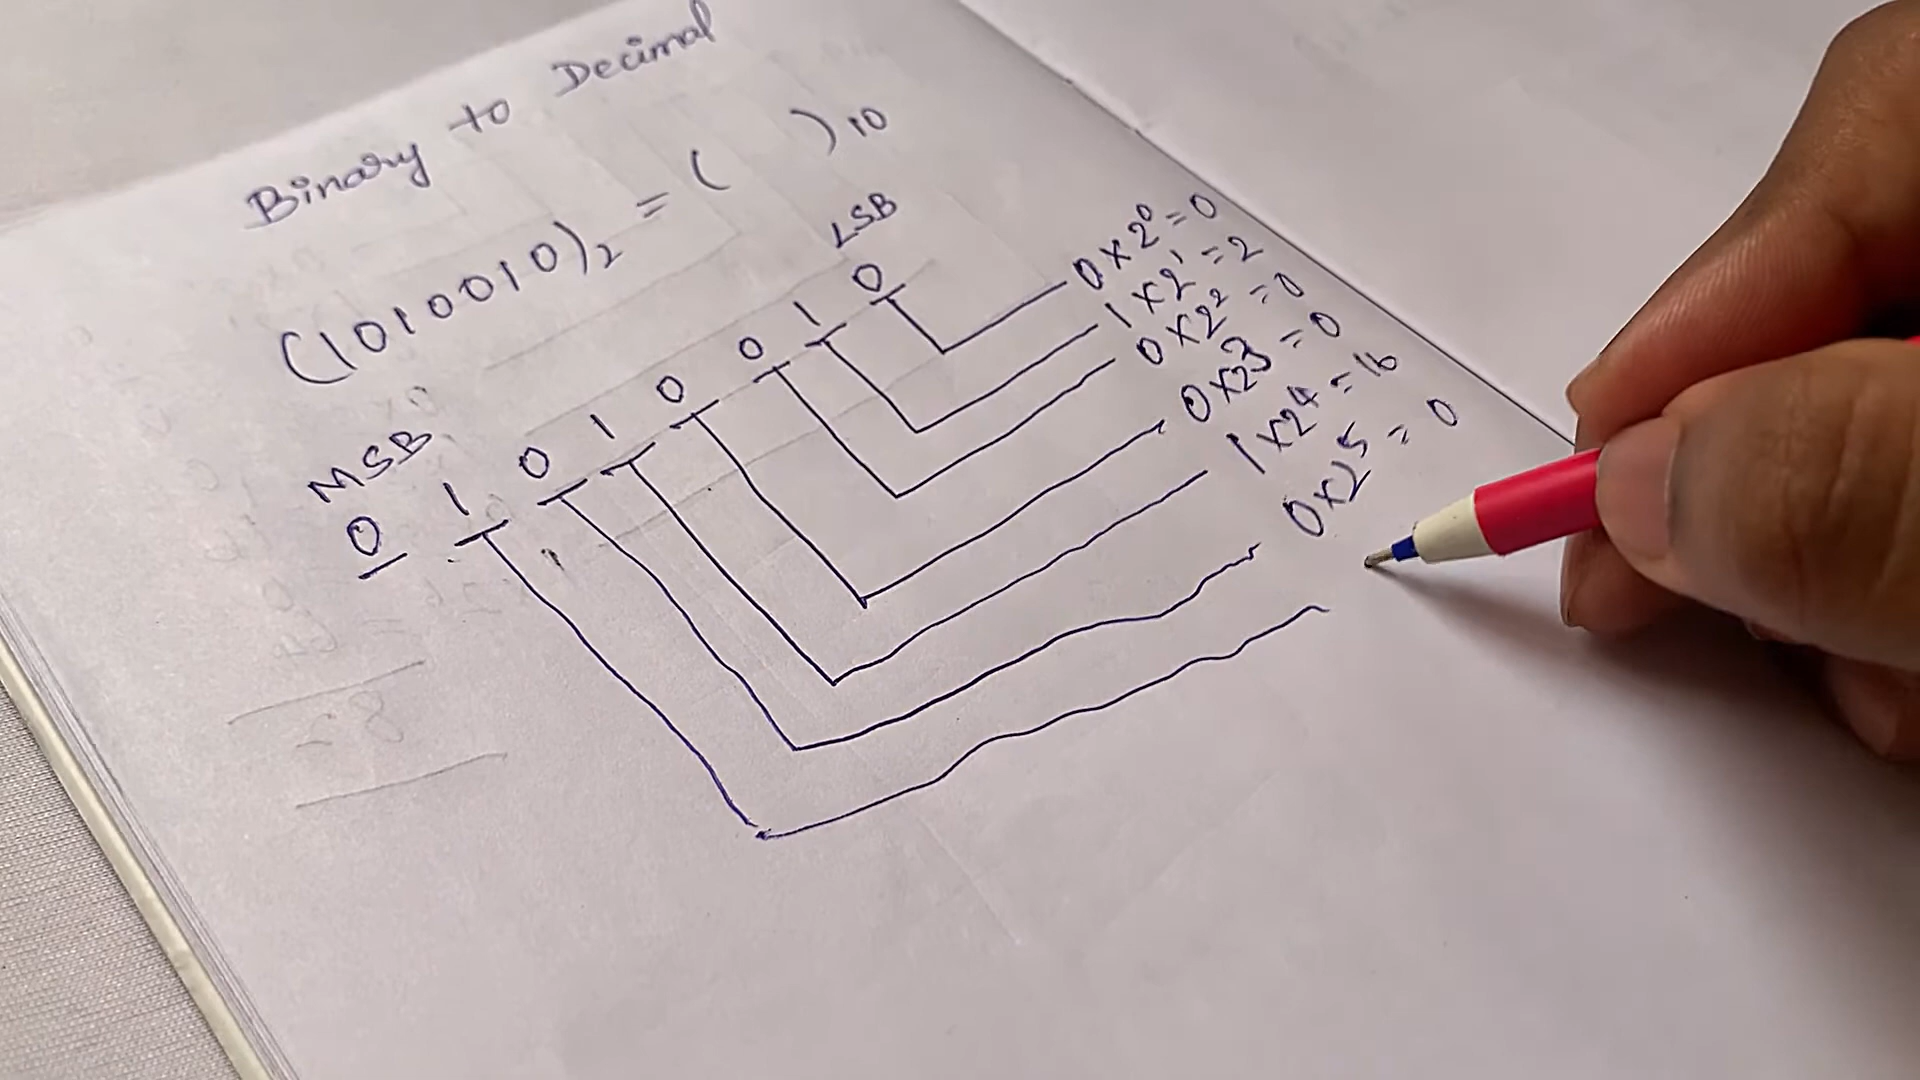 Binary to Decimal
(1010010)₂ = ( )₁₀
MSB LSB
0 1 0 1 0 0 1 0
0 × 2⁰ = 0
1 × 2¹ = 2
0 × 2² = 0
0 × 2³ = 0
1 × 2⁴ = 16
0 × 2⁵ = 0